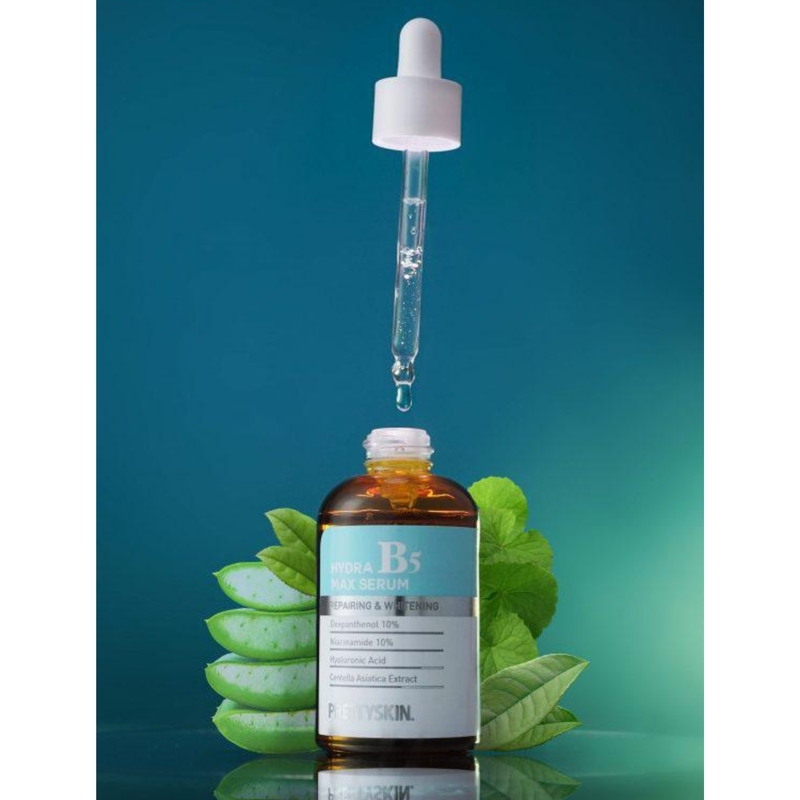 HYDRA B5
MAX SERUM
REPAIRING & WHITENING
Dexpanthenol 10%
Niacinamide 10%
Hyaluronic Acid
Centella Asiatica Extract
PRETTYSKIN.